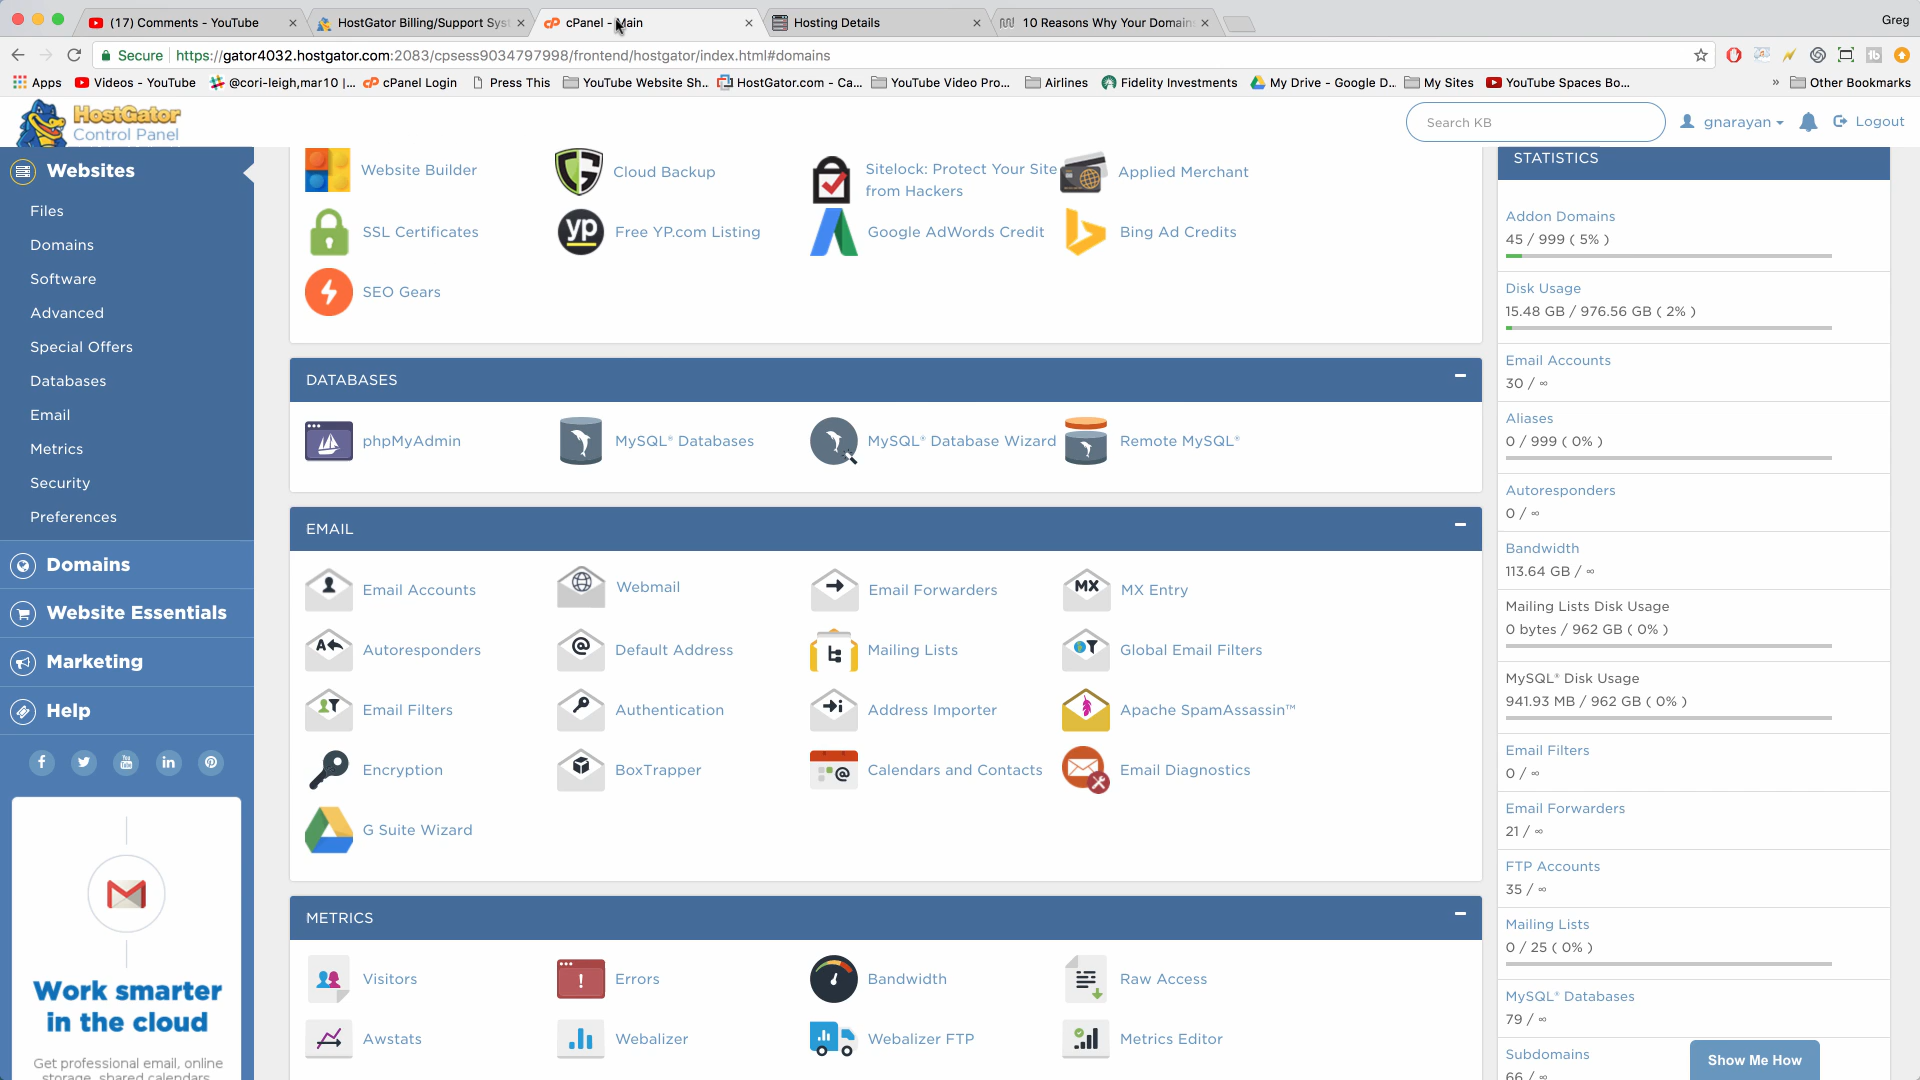 (17) Comments - YouTube
HostGator Billing/Support Sys
cPanel - Main
Hosting Details
10 Reasons Why Your Domain
Greg
Secure
https://gator4032.hostgator.com:2083/cpsess9034797998/frontend/hostgator/index.html#domains
Apps
Videos - YouTube
@cori-leigh,mar10 |...
cPanel Login
Press This
YouTube Website Sh...
HostGator.com - Ca...
YouTube Video Pro...
Airlines
Fidelity Investments
My Drive - Google D...
My Sites
YouTube Spaces Bo...
»
Other Bookmarks
HostGator
Control Panel
Search KB
gnarayan
Logout
Websites
Files
Domains
Software
Advanced
Special Offers
Databases
Email
Metrics
Security
Preferences
Domains
Website Essentials
Marketing
Help
Work smarter
in the cloud
Get professional email, online
storage, shared calendars,
Website Builder
Cloud Backup
Sitelock: Protect Your Site
from Hackers
Applied Merchant
SSL Certificates
yp
Free YP.com Listing
Google AdWords Credit
Bing Ad Credits
SEO Gears
DATABASES
phpMyAdmin
MySQL® Databases
MySQL® Database Wizard
Remote MySQL®
EMAIL
Email Accounts
Webmail
Email Forwarders
MX
MX Entry
Autoresponders
Default Address
Mailing Lists
Global Email Filters
Email Filters
Authentication
Address Importer
Apache SpamAssassin™
Encryption
BoxTrapper
Calendars and Contacts
Email Diagnostics
G Suite Wizard
METRICS
Visitors
Errors
Bandwidth
Raw Access
Awstats
Webalizer
Webalizer FTP
Metrics Editor
STATISTICS
Addon Domains
45 / 999 ( 5% )
Disk Usage
15.48 GB / 976.56 GB ( 2% )
Email Accounts
30 / ∞
Aliases
0 / 999 ( 0% )
Autoresponders
0 / ∞
Bandwidth
113.64 GB / ∞
Mailing Lists Disk Usage
0 bytes / 962 GB ( 0% )
MySQL® Disk Usage
941.93 MB / 962 GB ( 0% )
Email Filters
0 / ∞
Email Forwarders
21 / ∞
FTP Accounts
35 / ∞
Mailing Lists
0 / 25 ( 0% )
MySQL® Databases
79 / ∞
Subdomains
66 / ∞
Show Me How